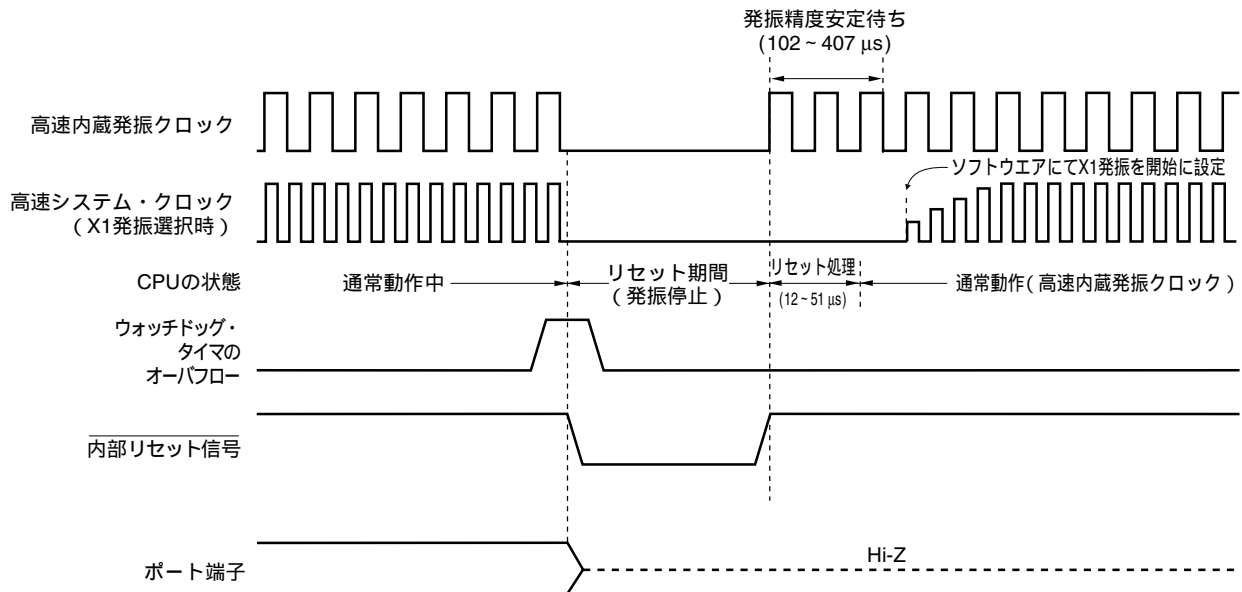 発振精度安定待ち
(102 ~ 407 μs)
高速内蔵発振クロック
ソフトウエアにてX1発振を開始に設定
高速システム・クロック
(X1発振選択時)
CPUの状態
通常動作中
リセット期間
(発振停止)
リセット処理
(12~51 μs)
通常動作(高速内蔵発振クロック)
ウォッチドッグ・
タイマの
オーバフロー
内部リセット信号
Hi-Z
ポート端子